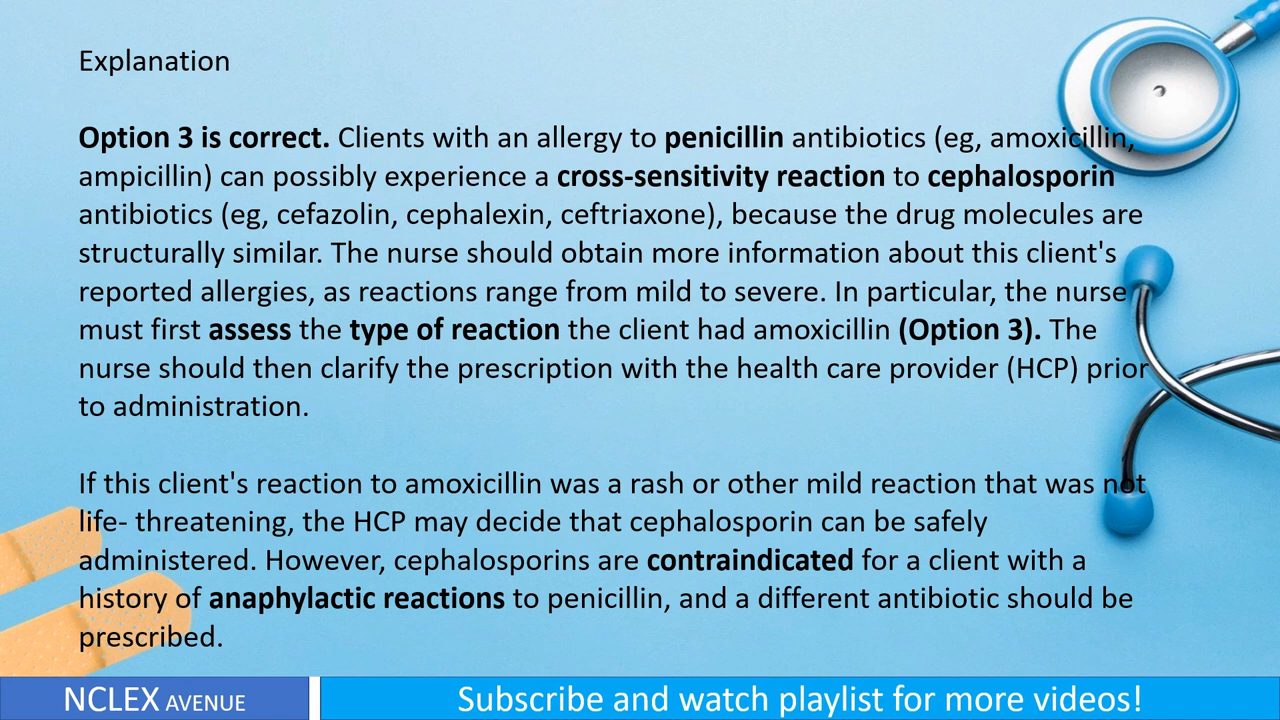 Explanation
Option 3 is correct. Clients with an allergy to penicillin antibiotics (eg, amoxicillin,
ampicillin) can possibly experience a cross-sensitivity reaction to cephalosporin
antibiotics (eg, cefazolin, cephalexin, ceftriaxone), because the drug molecules are
structurally similar. The nurse should obtain more information about this client's
reported allergies, as reactions range from mild to severe. In particular, the nurse
must first assess the type of reaction the client had amoxicillin (Option 3). The
nurse should then clarify the prescription with the health care provider (HCP) prior
to administration.
If this client's reaction to amoxicillin was a rash or other mild reaction that was not
life- threatening, the HCP may decide that cephalosporin can be safely
administered. However, cephalosporins are contraindicated for a client with a
history of anaphylactic reactions to penicillin, and a different antibiotic should be
prescribed.
NCLEX AVENUE
Subscribe and watch playlist for more videos!